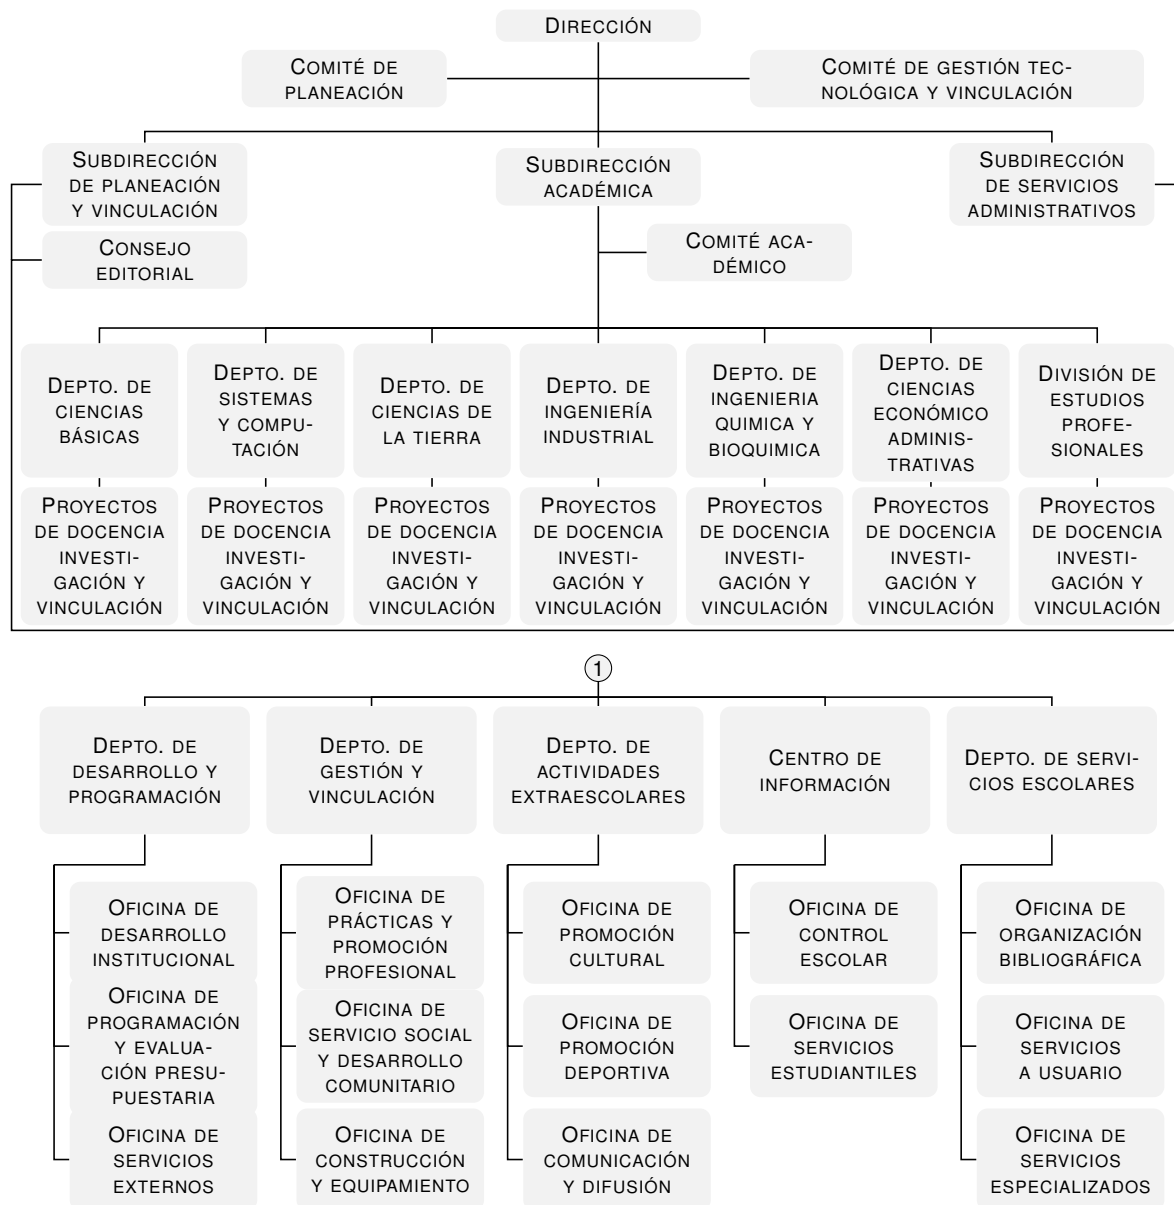 DIRECCIÓN
COMITÉ DE
PLANEACIÓN
COMITÉ DE GESTIÓN TEC-
NOLÓGICA Y VINCULACIÓN
SUBDIRECCIÓN
DE PLANEACIÓN
Y VINCULACIÓN
SUBDIRECCIÓN
ACADÉMICA
SUBDIRECCIÓN
DE SERVICIOS
ADMINISTRATIVOS
CONSEJO
EDITORIAL
COMITÉ ACA-
DÉMICO
DEPTO. DE
CIENCIAS
BÁSICAS
DEPTO. DE
SISTEMAS
Y COMPU-
TACIÓN
DEPTO. DE
CIENCIAS DE
LA TIERRA
DEPTO. DE
INGENIERÍA
INDUSTRIAL
DEPTO. DE
INGENIERIA
QUIMICA Y
BIOQUIMICA
DEPTO. DE
CIENCIAS
ECONÓMICO
ADMINIS-
TRATIVAS
DIVISIÓN DE
ESTUDIOS
PROFE-
SIONALES
PROYECTOS
DE DOCENCIA
INVESTI-
GACIÓN Y
VINCULACIÓN
PROYECTOS
DE DOCENCIA
INVESTI-
GACIÓN Y
VINCULACIÓN
PROYECTOS
DE DOCENCIA
INVESTI-
GACIÓN Y
VINCULACIÓN
PROYECTOS
DE DOCENCIA
INVESTI-
GACIÓN Y
VINCULACIÓN
PROYECTOS
DE DOCENCIA
INVESTI-
GACIÓN Y
VINCULACIÓN
PROYECTOS
DE DOCENCIA
INVESTI-
GACIÓN Y
VINCULACIÓN
PROYECTOS
DE DOCENCIA
INVESTI-
GACIÓN Y
VINCULACIÓN
1
DEPTO. DE
DESARROLLO Y
PROGRAMACIÓN
DEPTO. DE
GESTIÓN Y
VINCULACIÓN
DEPTO. DE
ACTIVIDADES
EXTRAESCOLARES
CENTRO DE
INFORMACIÓN
DEPTO. DE SERVI-
CIOS ESCOLARES
OFICINA DE
DESARROLLO
INSTITUCIONAL
OFICINA DE
PRÁCTICAS Y
PROMOCIÓN
PROFESIONAL
OFICINA DE
PROMOCIÓN
CULTURAL
OFICINA DE
CONTROL
ESCOLAR
OFICINA DE
ORGANIZACIÓN
BIBLIOGRÁFICA
OFICINA DE
PROGRAMACIÓN
Y EVALUA-
CIÓN PRESU-
PUESTARIA
OFICINA DE
SERVICIO SOCIAL
Y DESARROLLO
COMUNITARIO
OFICINA DE
PROMOCIÓN
DEPORTIVA
OFICINA DE
SERVICIOS
ESTUDIANTILES
OFICINA DE
SERVICIOS
A USUARIO
OFICINA DE
SERVICIOS
EXTERNOS
OFICINA DE
CONSTRUCCIÓN
Y EQUIPAMIENTO
OFICINA DE
COMUNICACIÓN
Y DIFUSIÓN
OFICINA DE
SERVICIOS
ESPECIALIZADOS